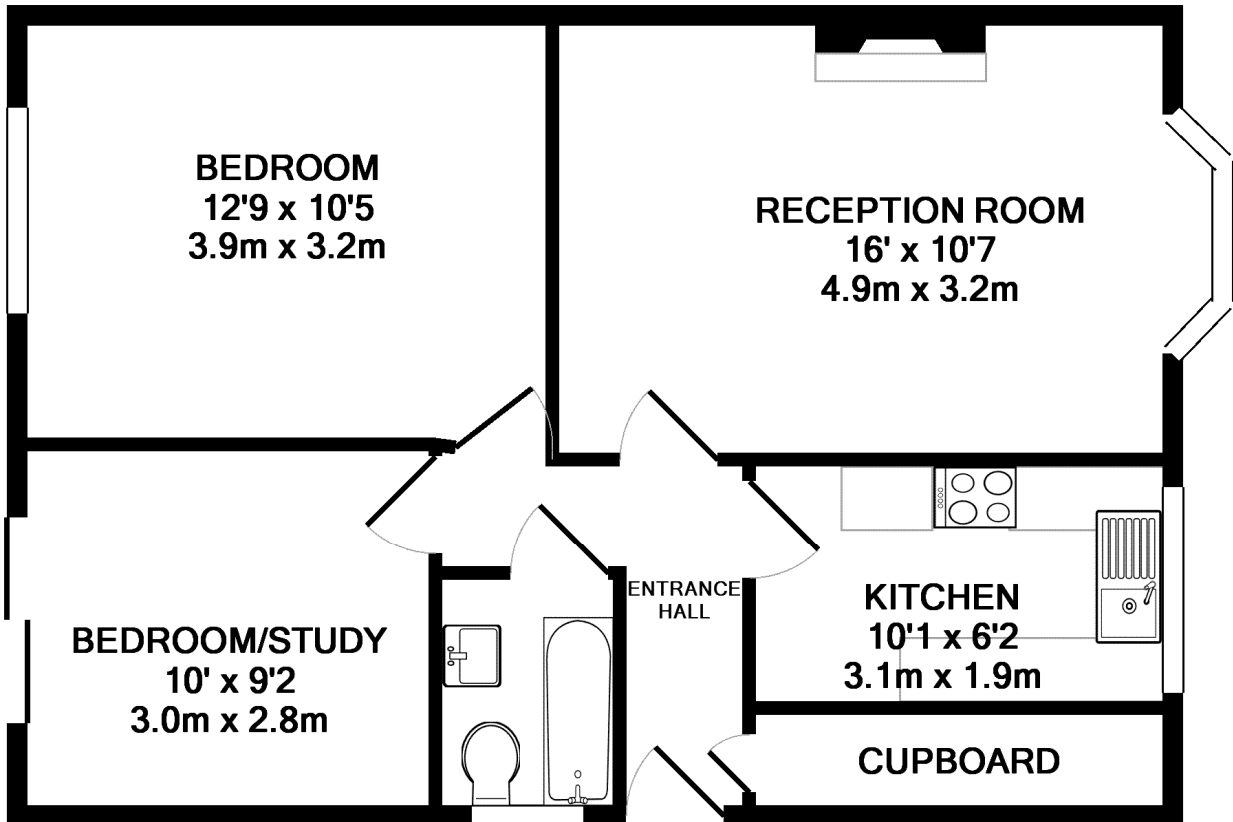 BEDROOM
12'9 x 10'5
3.9m x 3.2m
RECEPTION ROOM
16' x 10'7
4.9m x 3.2m
BEDROOM/STUDY
10' x 9'2
3.0m x 2.8m
ENTRANCE
HALL
KITCHEN
10'1 x 6'2
3.1m x 1.9m
CUPBOARD